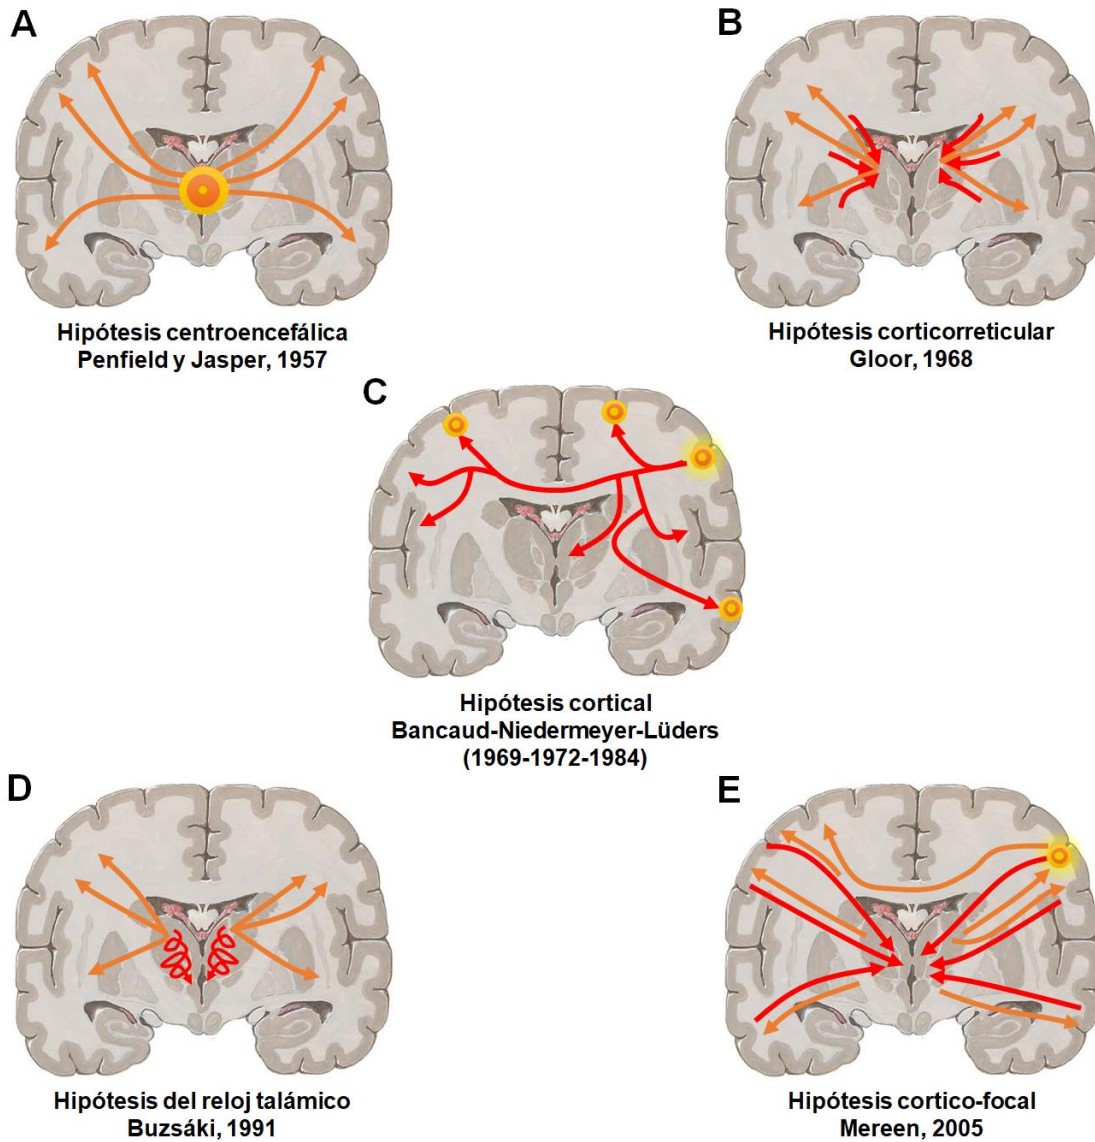 A
Hipótesis centroencefálica
Penfield y Jasper, 1957
B
Hipótesis corticorreticular
Gloor, 1968
C
Hipótesis cortical
Bancaud-Niedermeyer-Lüders
(1969-1972-1984)
D
Hipótesis del reloj talámico
Buzsáki, 1991
E
Hipótesis cortico-focal
Mereen, 2005